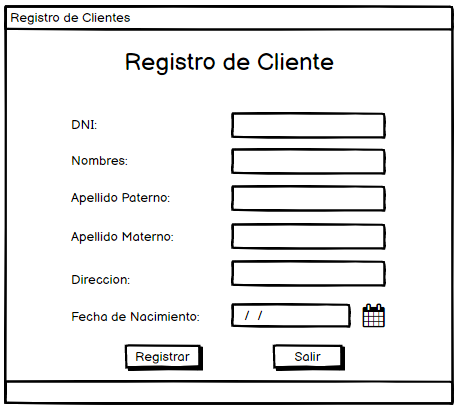 Registro de Clientes
Registro de Cliente
DNI:
Nombres:
Apellido Paterno:
Apellido Materno:
Direccion:
Fecha de Nacimiento: / /
Registrar Salir